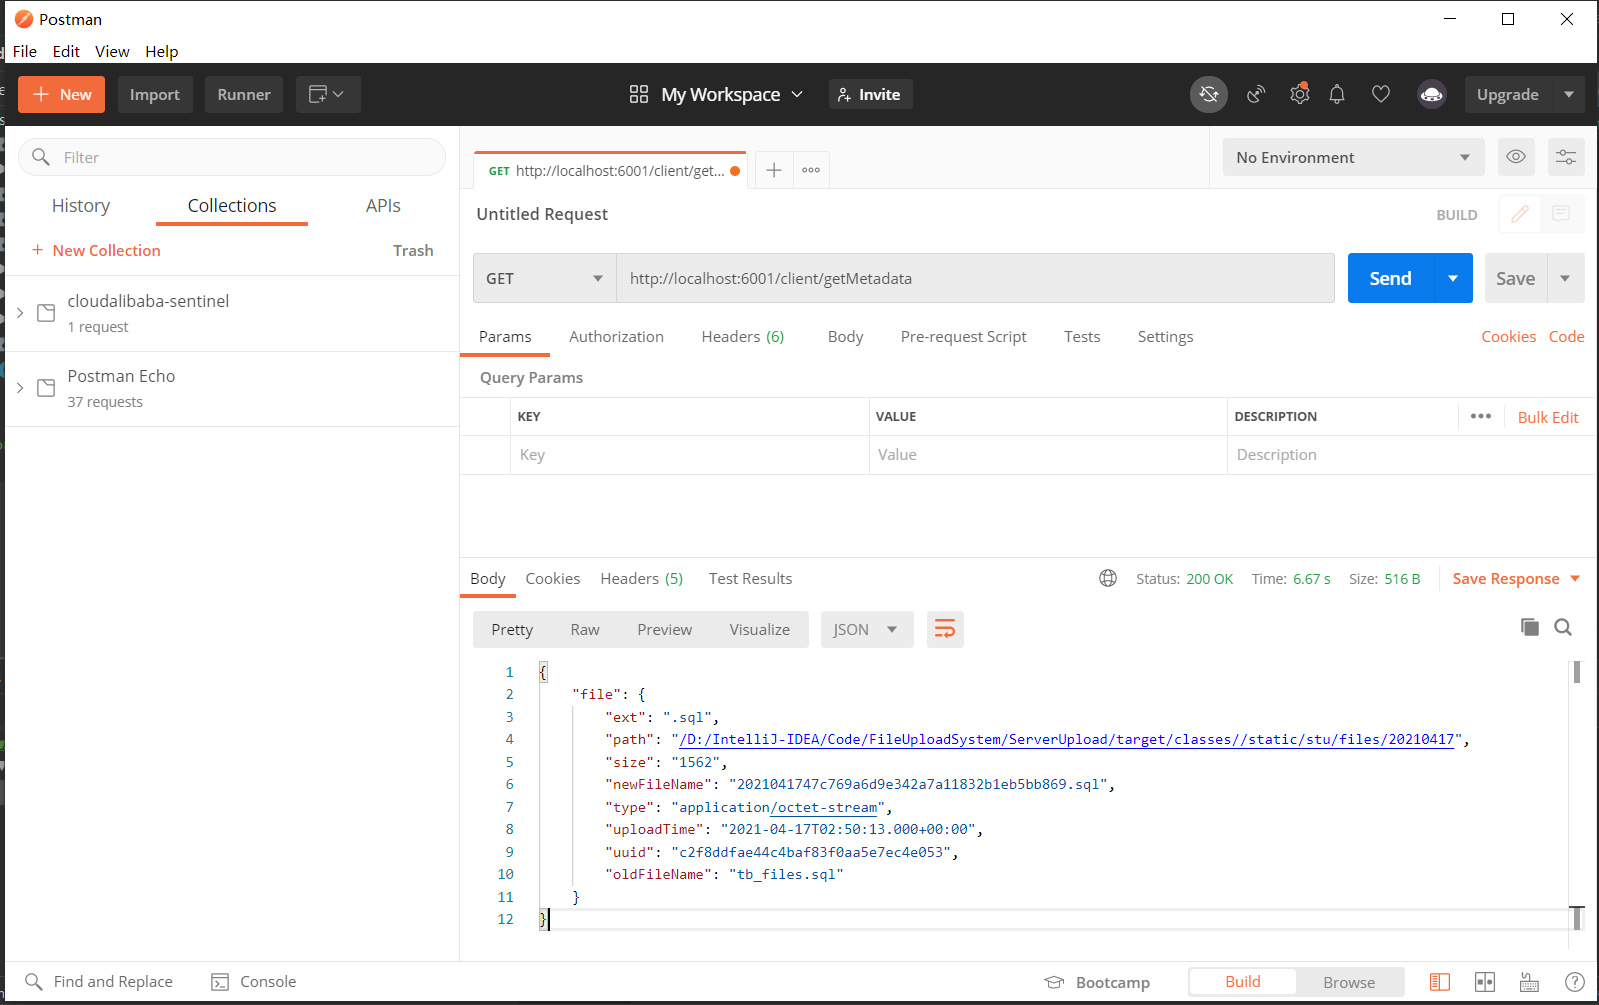 Postman
File Edit View Help
New Import Runner My Workspace Invite Upgrade
Filter
History Collections APIs
New Collection Trash
cloudalibaba-sentinel
1 request
Postman Echo
37 requests
GET http://localhost:6001/client/get...
No Environment
Untitled Request BUILD
GET http://localhost:6001/client/getMetadata Send Save
Params Authorization Headers (6) Body Pre-request Script Tests Settings Cookies Code
Query Params
KEY VALUE DESCRIPTION Bulk Edit
Key Value Description
Body Cookies Headers (5) Test Results Status: 200 OK Time: 6.67 s Size: 516 B Save Response
Pretty Raw Preview Visualize JSON
1 {
2 "file": {
3 "ext": ".sql",
4 "path": "/D:/IntelliJ-IDEA/Code/FileUploadSystem/ServerUpload/target/classes//static/stu/files/20210417",
5 "size": "1562",
6 "newFileName": "2021041747c769a6d9e342a7a11832b1eb5bb869.sql",
7 "type": "application/octet-stream",
8 "uploadTime": "2021-04-17T02:50:13.000+00:00",
9 "uuid": "c2f8ddfae44c4baf83f0aa5e7ec4e053",
10 "oldFileName": "tb_files.sql"
11 }
12 }
Find and Replace Console Bootcamp Build Browse